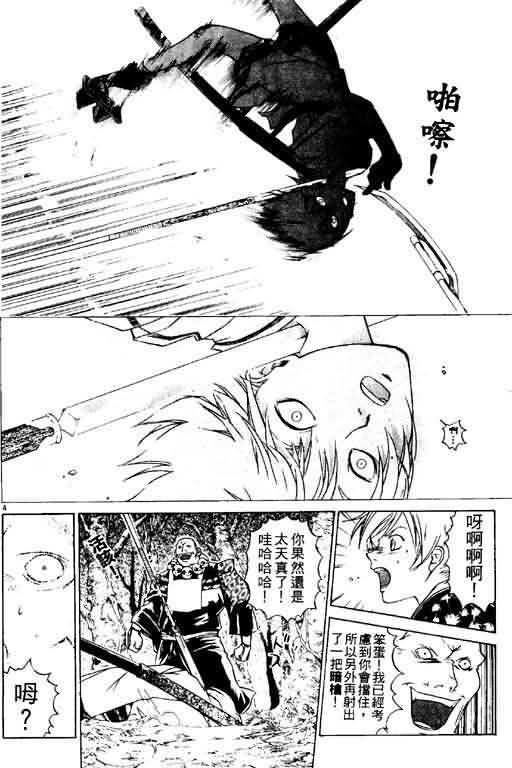 啪嚓！
啊…
呀啊啊啊！
笨蛋！我已經考
慮到你會擋住，
所以另外再射出
了一把暗槍！
你果然還是
太天真了！
哇哈哈哈！
4
呣？